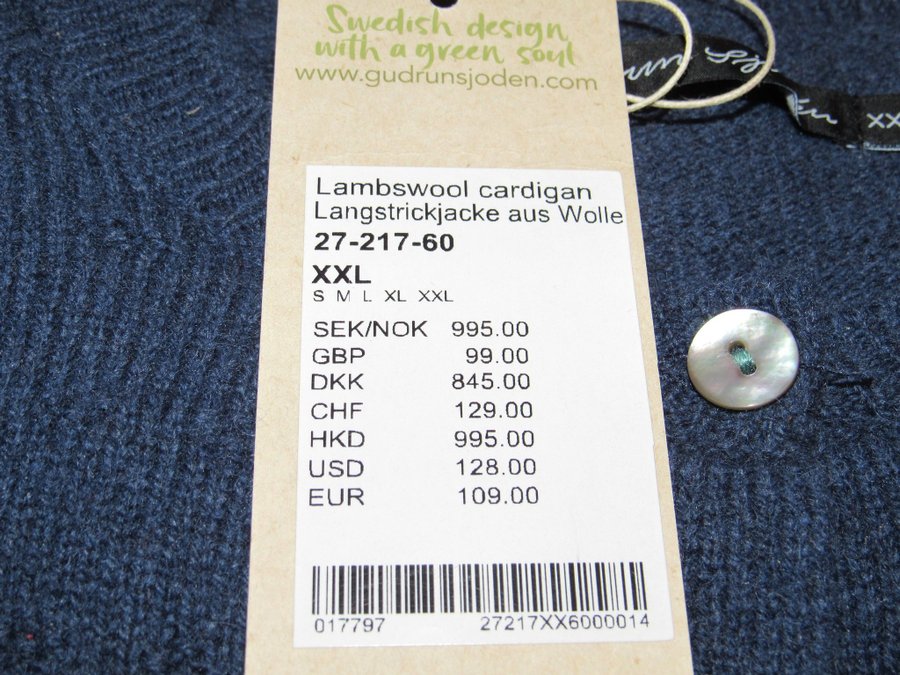 Swedish design
with a green soul
www.gudrunsjoden.com
XX
Lambswool cardigan
Langstrickjacke aus Wolle
27-217-60
XXL
S M L XL XXL
SEK/NOK 995.00
GBP 99.00
DKK 845.00
CHF 129.00
HKD 995.00
USD 128.00
EUR 109.00
017797 27217XX6000014